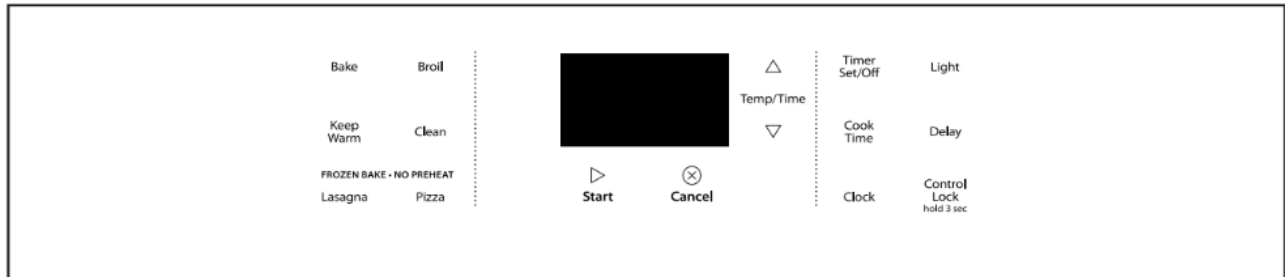 Bake
Broil
Keep
Warm
Clean
FROZEN BAKE • NO PREHEAT
Lasagna
Pizza
Temp/Time
Start
Cancel
Timer
Set/Off
Light
Cook
Time
Delay
Clock
Control
Lock
hold 3 sec